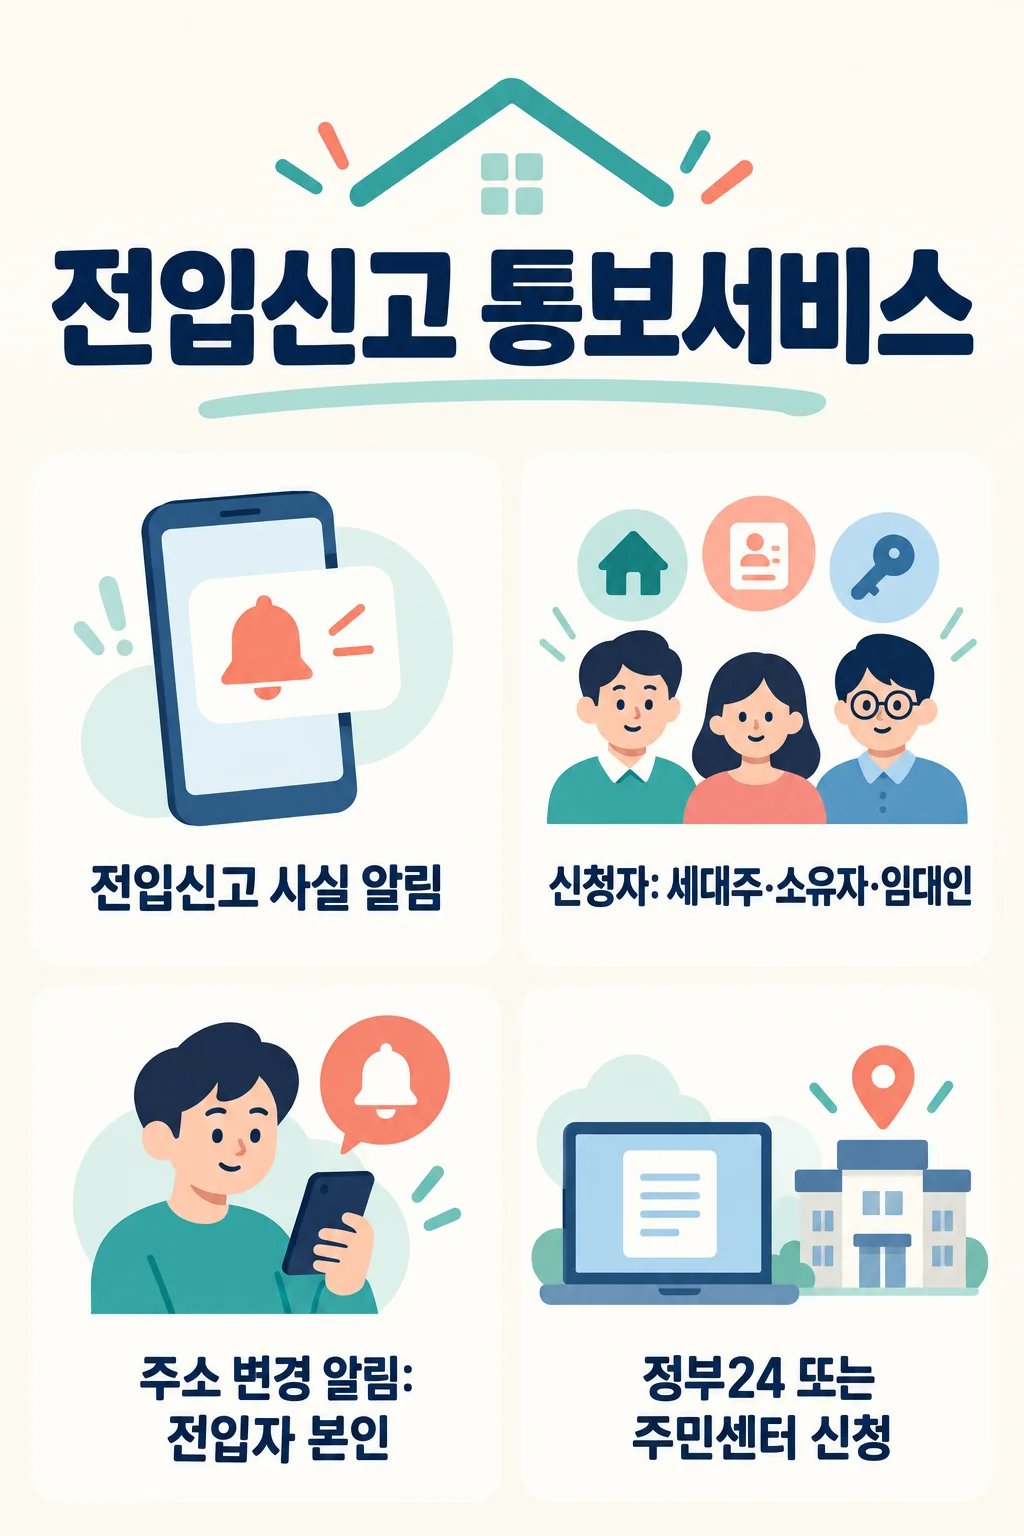 전입신고 통보서비스
전입신고 사실 알림
신청자: 세대주·소유자·임대인
주소 변경 알림:
전입자 본인
정부24 또는
주민센터 신청